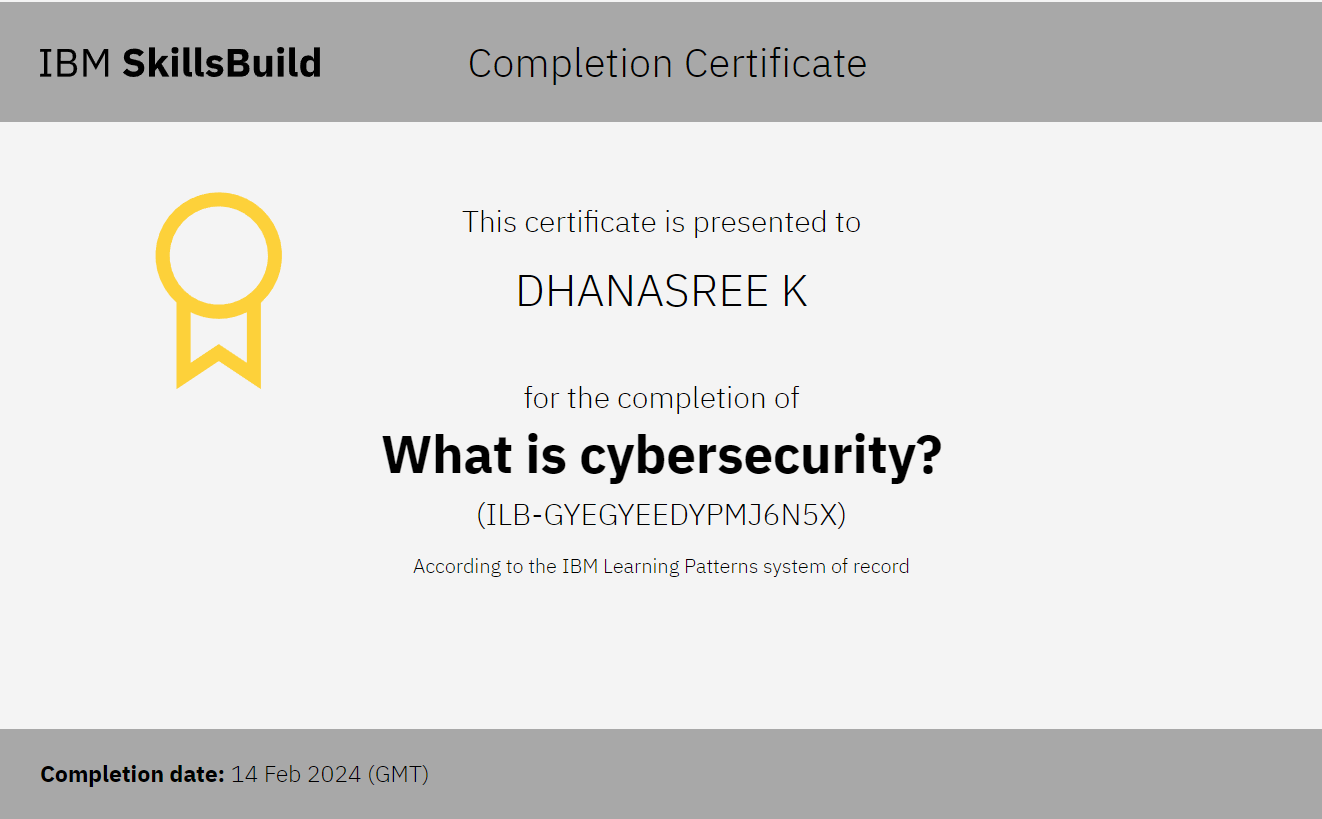 IBM SkillsBuild
Completion Certificate
This certificate is presented to
DHANASREE K
for the completion of
What is cybersecurity?
(ILB-GYEGYEEDYPMJ6N5X)
According to the IBM Learning Patterns system of record
Completion date: 14 Feb 2024 (GMT)